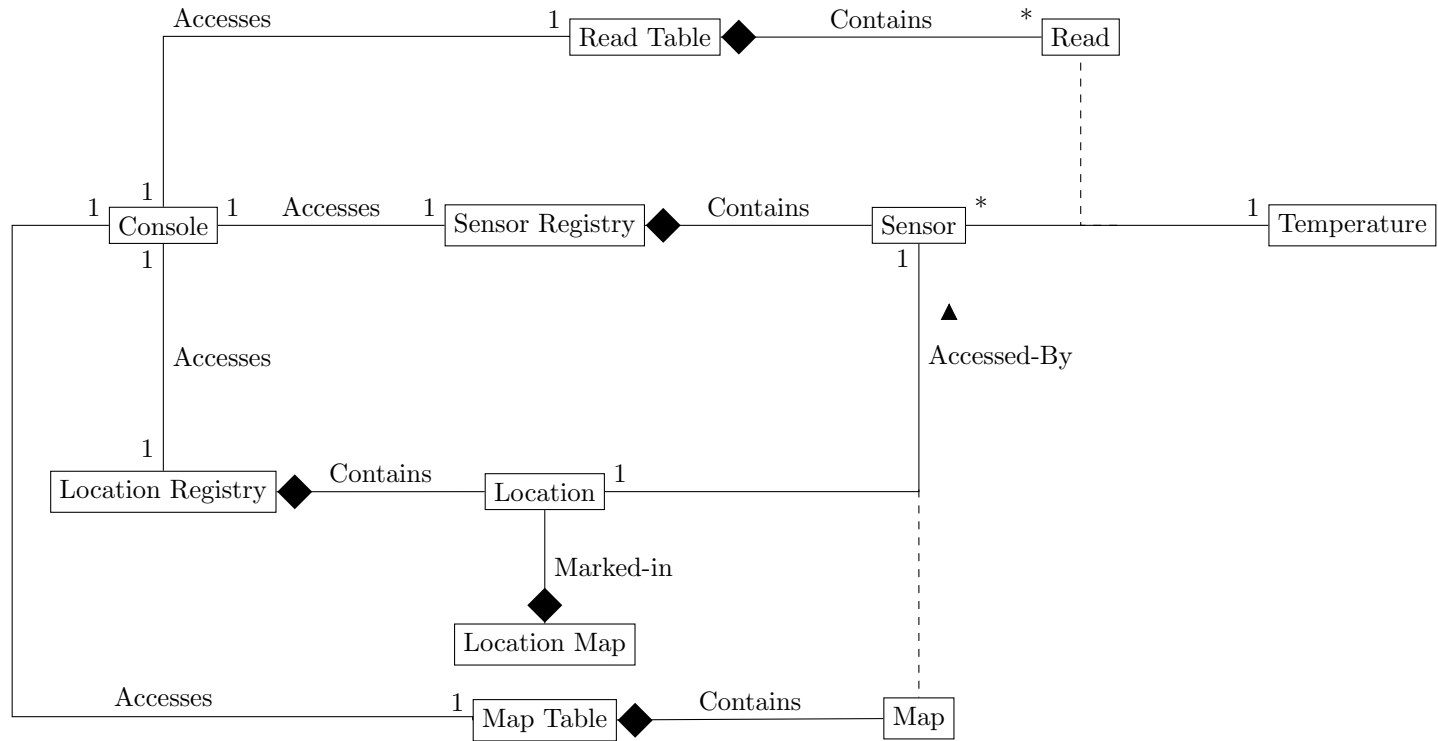 Accesses
1
Read Table
Contains
*
Read
1
1
Console
1
Accesses
1
Sensor Registry
Contains
Sensor
*
1
Temperature
1
1
Accessed-By
Accesses
1
Location Registry
Contains
Location
1
Marked-in
Location Map
Accesses
1
Map Table
Contains
Map